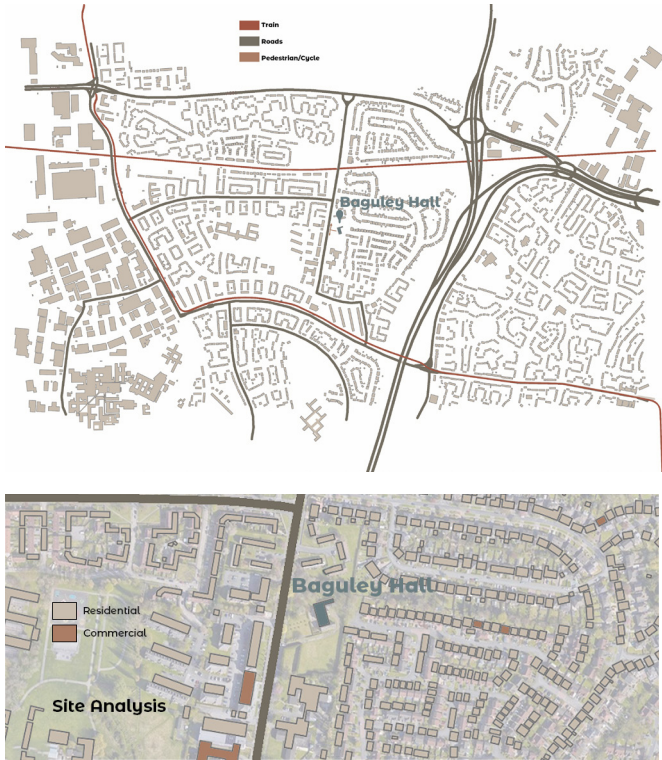 Train
Roads
Pedestrian/Cycle
Baguley Hall
Baguley Hall
Residential
Commercial
Site Analysis